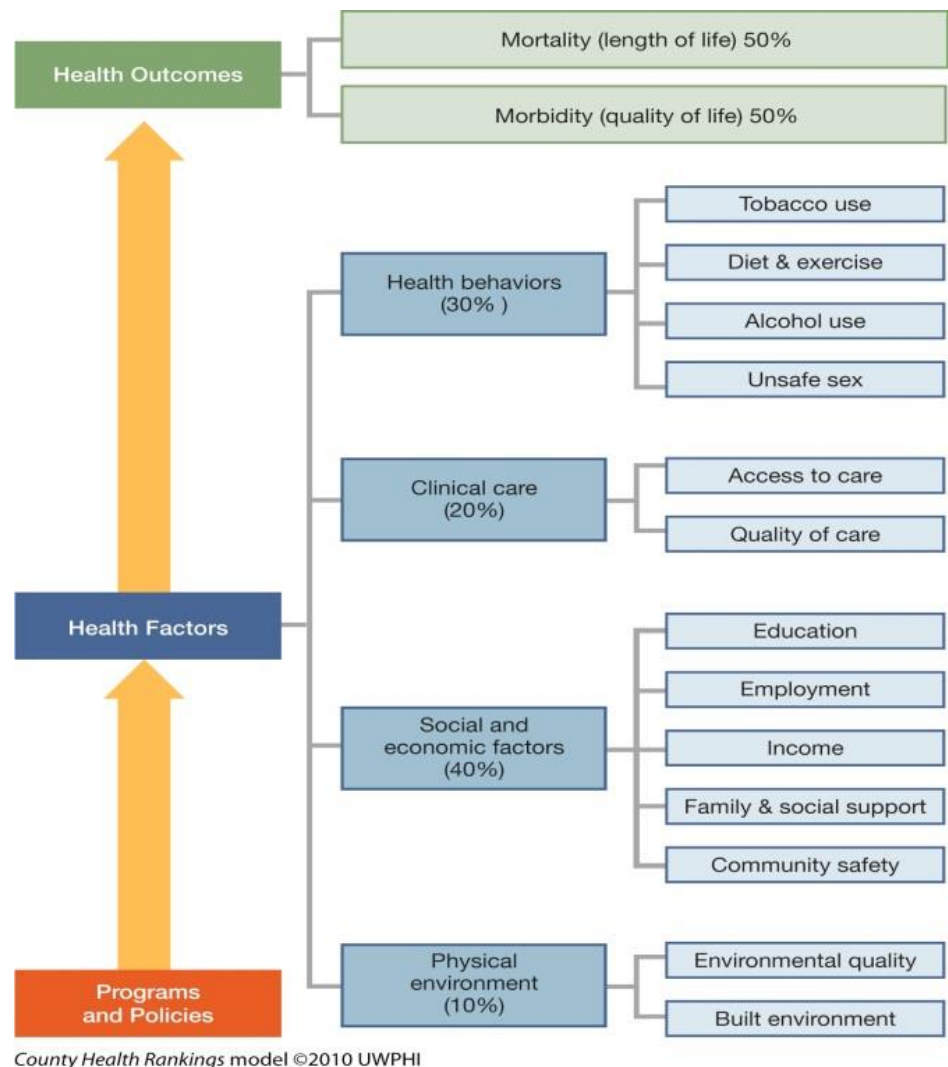 Health Outcomes
Mortality (length of life) 50%
Morbidity (quality of life) 50%
Health behaviors
(30% )
Tobacco use
Diet & exercise
Alcohol use
Unsafe sex
Clinical care
(20%)
Access to care
Quality of care
Health Factors
Social and
economic factors
(40%)
Education
Employment
Income
Family & social support
Community safety
Physical
environment
(10%)
Environmental quality
Built environment
Programs
and Policies
County Health Rankings model ©2010 UWPHI